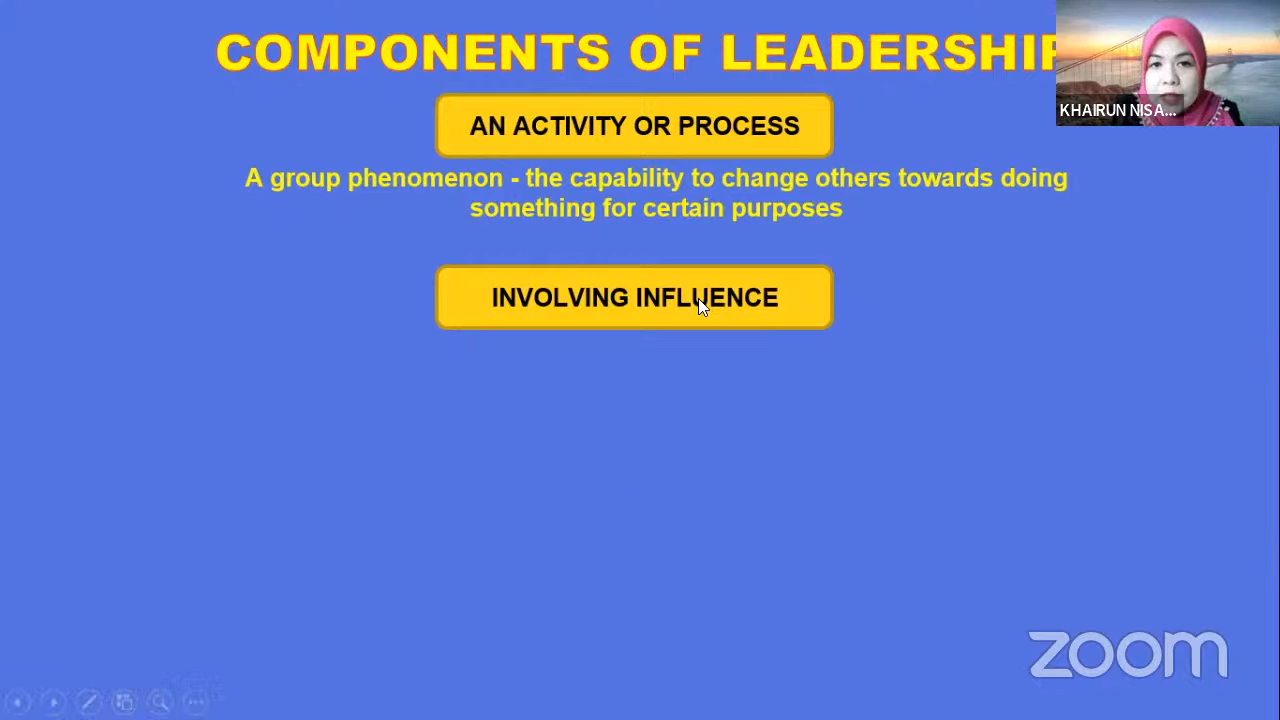 COMPONENTS OF LEADERSHIP
KHAIRUN NISA...
AN ACTIVITY OR PROCESS
A group phenomenon - the capability to change others towards doing
something for certain purposes
INVOLVING INFLUENCE
zoom